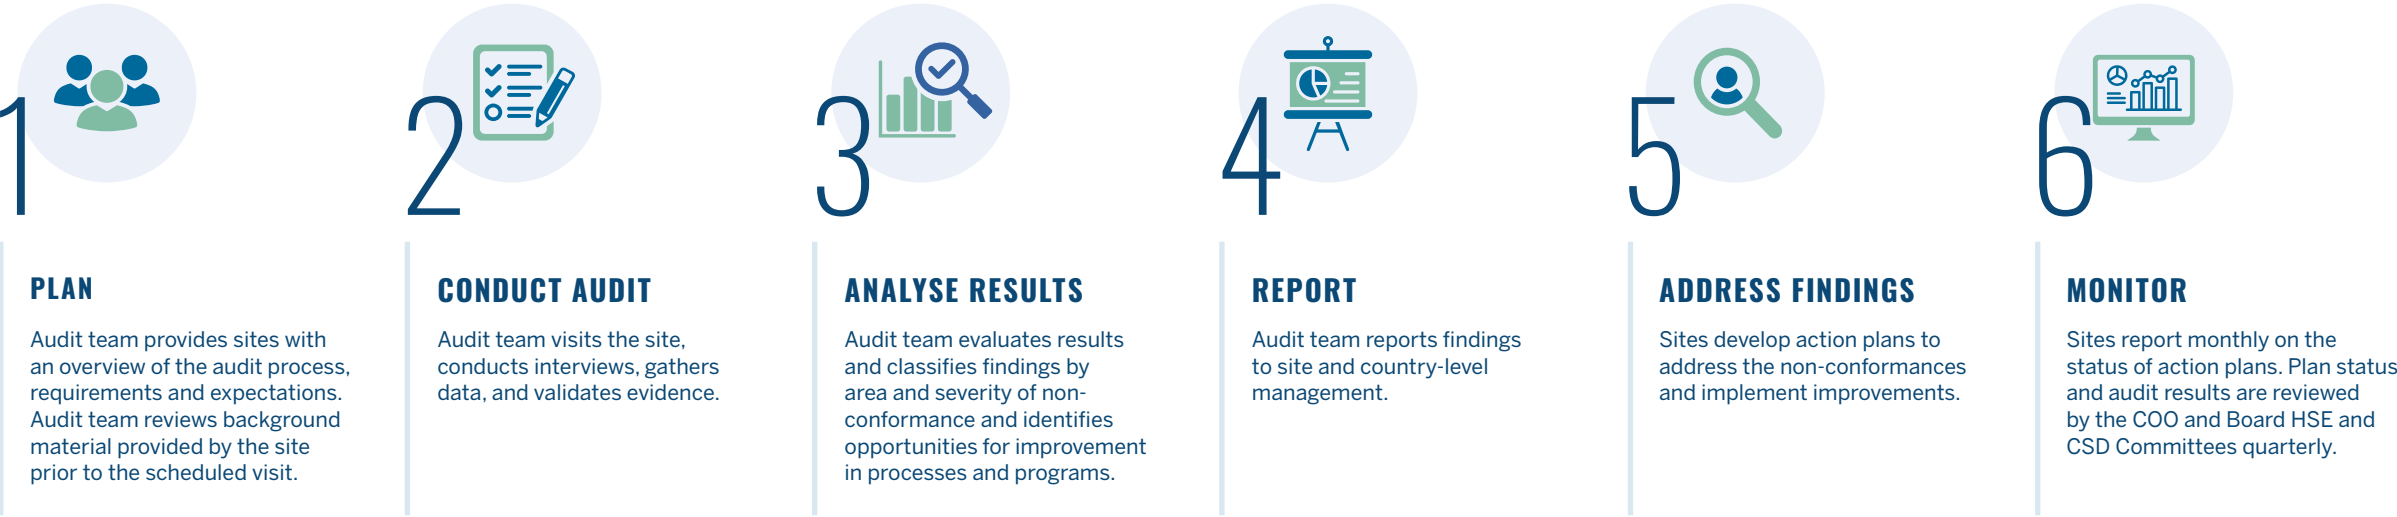 1
PLAN
Audit team provides sites with
an overview of the audit process,
requirements and expectations.
Audit team reviews background
material provided by the site
prior to the scheduled visit.
2
CONDUCT AUDIT
Audit team visits the site,
conducts interviews, gathers
data, and validates evidence.
3
ANALYSE RESULTS
Audit team evaluates results
and classifies findings by
area and severity of non-
conformance and identifies
opportunities for improvement
in processes and programs.
4
REPORT
Audit team reports findings
to site and country-level
management.
5
ADDRESS FINDINGS
Sites develop action plans to
address the non-conformances
and implement improvements.
6
MONITOR
Sites report monthly on the
status of action plans. Plan status
and audit results are reviewed
by the COO and Board HSE and
CSD Committees quarterly.